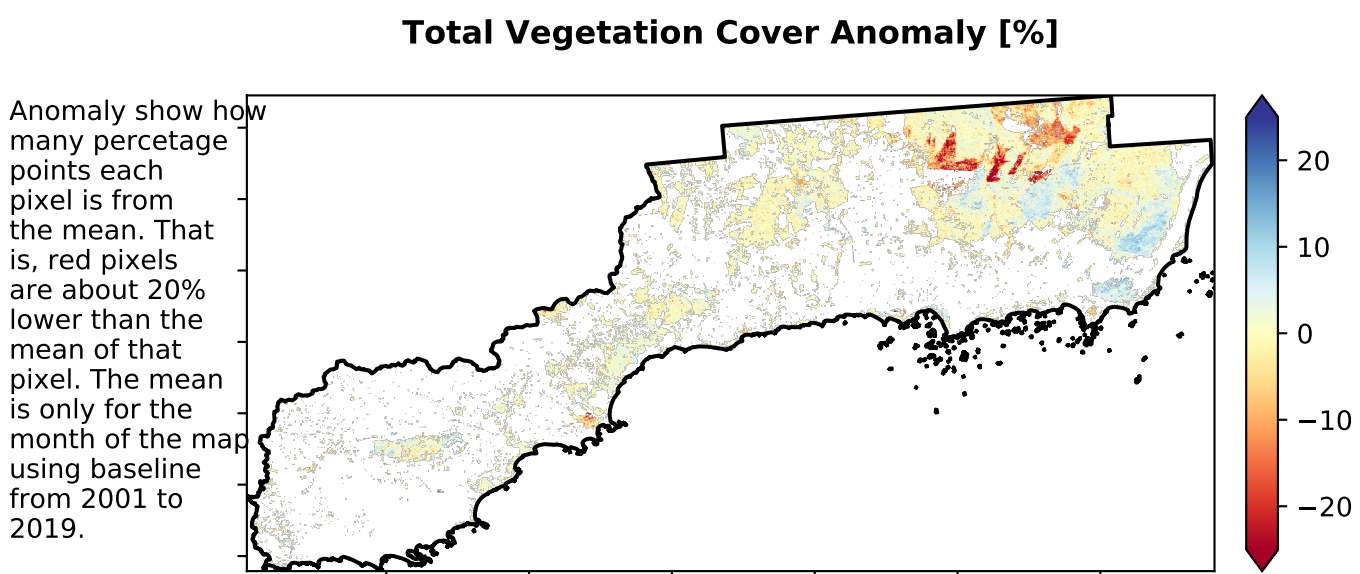 Total Vegetation Cover Anomaly [%]
Anomaly show how
many percetage
points each
pixel is from
the mean. That
is, red pixels
are about 20%
lower than the
mean of that
pixel. The mean
is only for the
month of the map
using baseline
from 2001 to
2019.
20
10
0
−10
−20